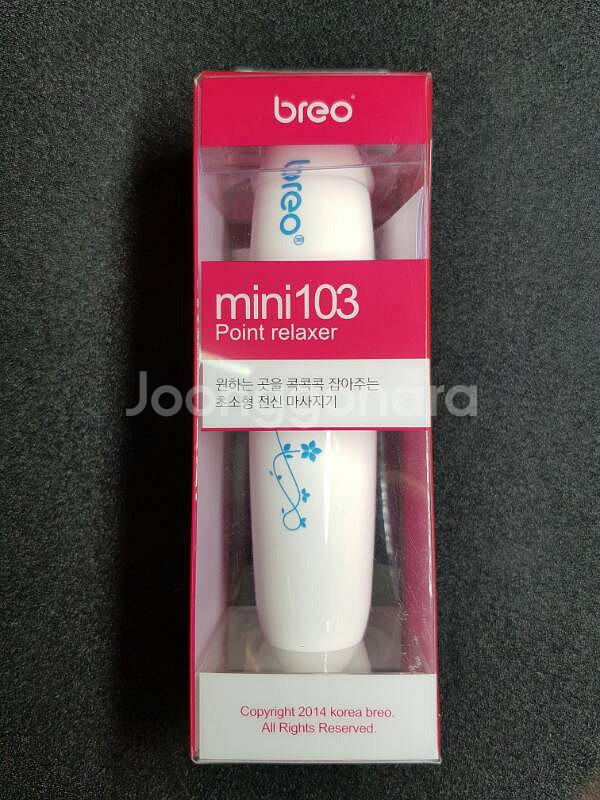 breo®
breo®
mini103
Point relaxer
원하는 곳을 콕콕콕 잡아주는
초소형 전신 마사지기
Joonggonara
Copyright 2014 korea breo.
All Rights Reserved.